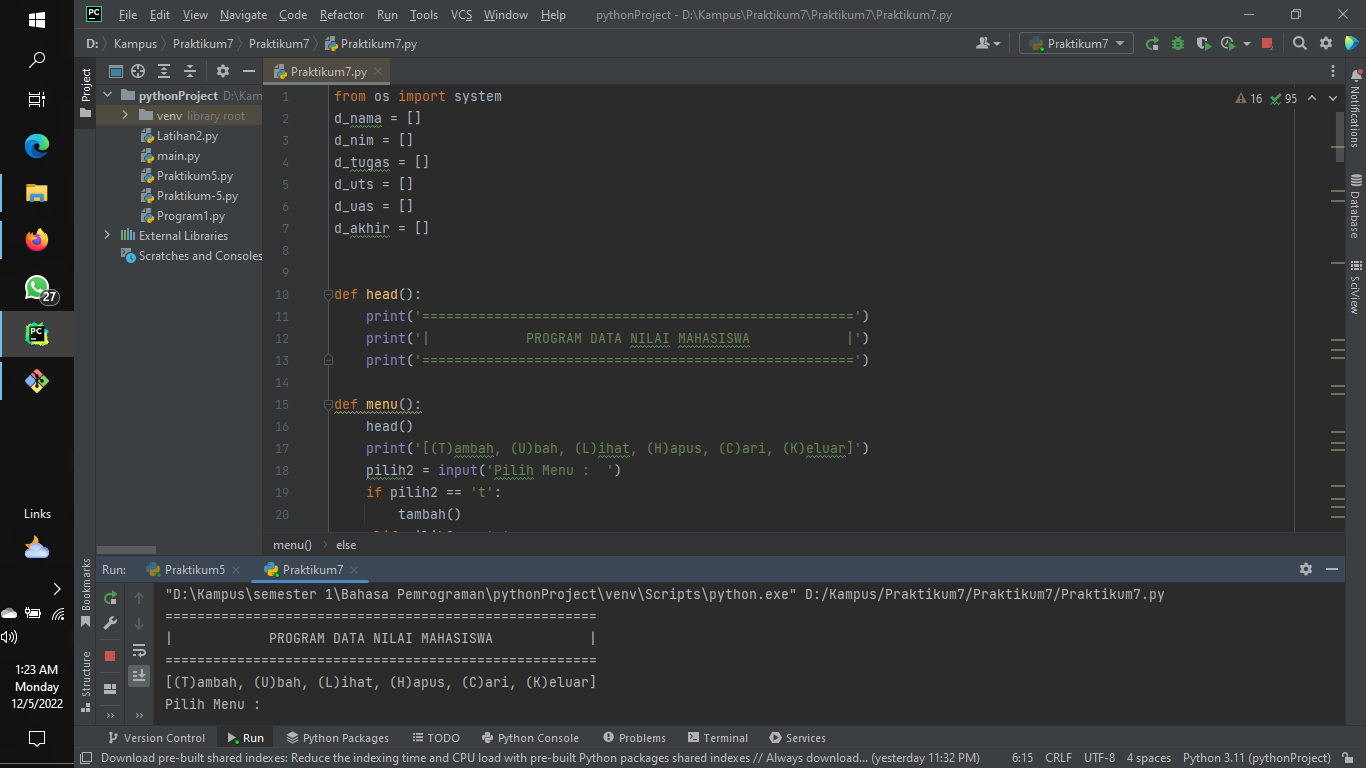 File Edit View Navigate Code Refactor Run Tools VCS Window Help pythonProject - D:\Kampus\Praktikum7\Praktikum7\Praktikum7.py
D: Kampus Praktikum7 Praktikum7 Praktikum7.py Praktikum7
Project
Praktikum7.py
pythonProject D:\Kam
venv library root
Latihan2.py
main.py
Praktikum5.py
Praktikum-5.py
Program1.py
External Libraries
Scratches and Consoles
16 95
1 from os import system
2 d_nama = []
3 d_nim = []
4 d_tugas = []
5 d_uts = []
6 d_uas = []
7 d_akhir = []
8
9
10 def head():
11 print('======================================================')
12 print('|            PROGRAM DATA NILAI MAHASISWA            |')
13 print('======================================================')
14
15 def menu():
16 head()
17 print('[(T)ambah, (U)bah, (L)ihat, (H)apus, (C)ari, (K)eluar]')
18 pilih2 = input('Pilih Menu :  ')
19 if pilih2 == 't':
20 tambah()
menu() else
Notifications
Database
SciView
Run: Praktikum5 Praktikum7
"D:\Kampus\semester 1\Bahasa Pemrograman\pythonProject\venv\Scripts\python.exe" D:/Kampus/Praktikum7/Praktikum7/Praktikum7.py
======================================================
|            PROGRAM DATA NILAI MAHASISWA            |
======================================================
[(T)ambah, (U)bah, (L)ihat, (H)apus, (C)ari, (K)eluar]
Pilih Menu :
Bookmarks
Structure
Version Control Run Python Packages TODO Python Console Problems Terminal Services
Download pre-built shared indexes: Reduce the indexing time and CPU load with pre-built Python packages shared indexes // Always download... (yesterday 11:32 PM) 6:15 CRLF UTF-8 4 spaces Python 3.11 (pythonProject)
PC
27
PC
Links
1:23 AM
Monday
12/5/2022